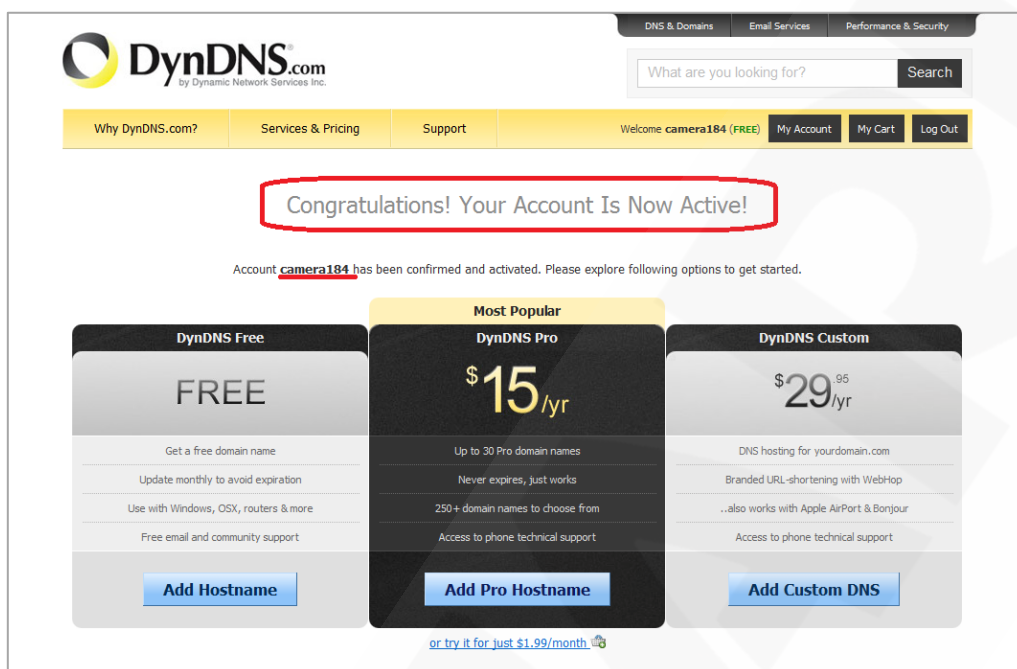 DNS & Domains Email Services Performance & Security
DynDNS.com
by Dynamic Network Services Inc.
What are you looking for? Search
Why DynDNS.com? Services & Pricing Support Welcome camera184 (FREE) My Account My Cart Log Out
Congratulations! Your Account Is Now Active!
Account camera184 has been confirmed and activated. Please explore following options to get started.
Most Popular
DynDNS Free DynDNS Pro DynDNS Custom
FREE $15/yr $29.95/yr
Get a free domain name Up to 30 Pro domain names DNS hosting for yourdomain.com
Update monthly to avoid expiration Never expires, just works Branded URL-shortening with WebHop
Use with Windows, OSX, routers & more 250+ domain names to choose from ..also works with Apple AirPort & Bonjour
Free email and community support Access to phone technical support Access to phone technical support
Add Hostname Add Pro Hostname Add Custom DNS
or try it for just $1.99/month